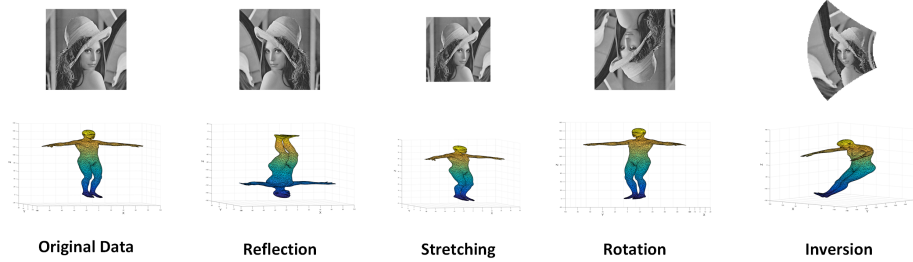 Original Data
Reflection
Stretching
Rotation
Inversion